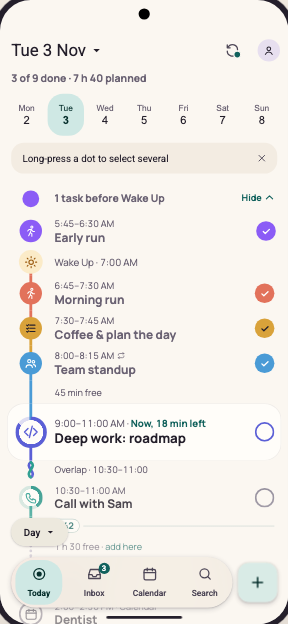 Tue 3 Nov
3 of 9 done · 7 h 40 planned
Mon Tue Wed Thu Fri Sat Sun
2 3 4 5 6 7 8
Long-press a dot to select several
1 task before Wake Up Hide
5:45–6:30 AM
Early run
Wake Up · 7:00 AM
6:45–7:30 AM
Morning run
7:30–7:45 AM
Coffee & plan the day
8:00–8:15 AM
Team standup
45 min free
9:00–11:00 AM · Now, 18 min left
Deep work: roadmap
Overlap · 10:30–11:00
10:30–11:00 AM
Call with Sam
Day
h 30 free · add here
3
Today Inbox Calendar Search
Dentist